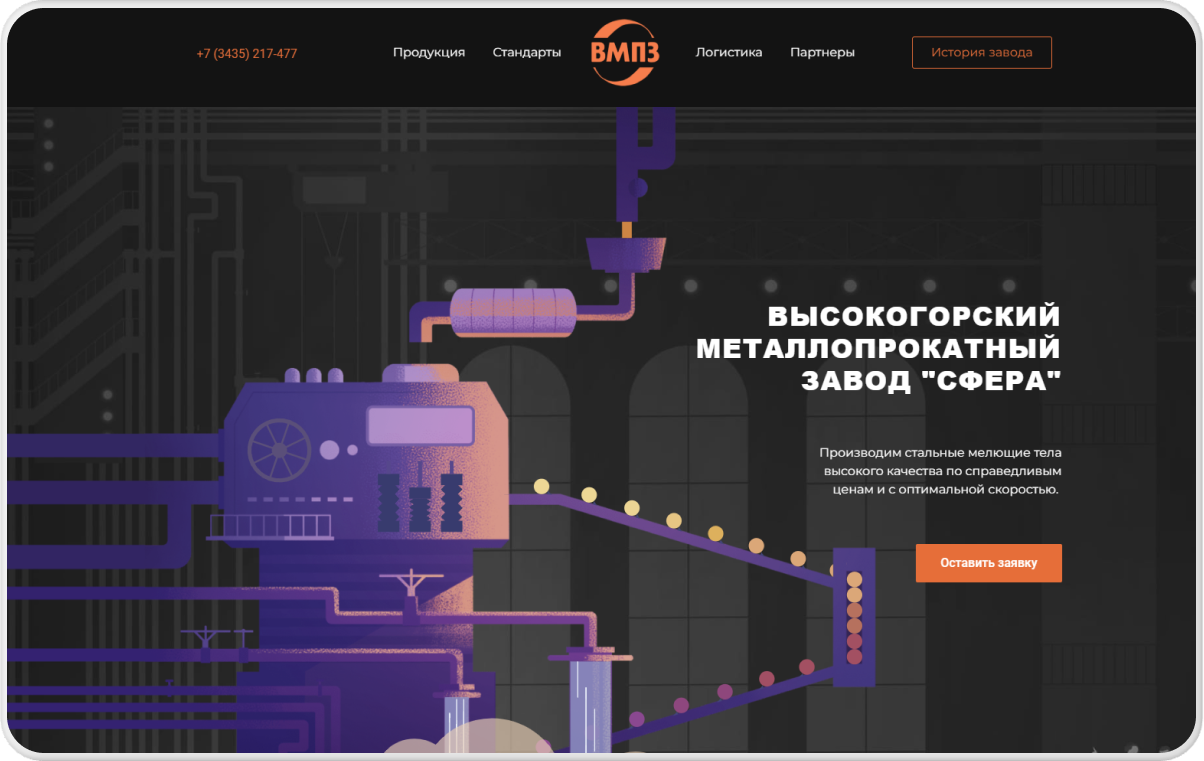 +7 (3435) 217-477
Продукция
Стандарты
ВМПЗ
Логистика
Партнеры
История завода
ВЫСОКОГОРСКИЙ
МЕТАЛЛОПРОКАТНЫЙ
ЗАВОД "СФЕРА"
Производим стальные мелющие тела
высокого качества по справедливым
ценам и с оптимальной скоростью.
Оставить заявку